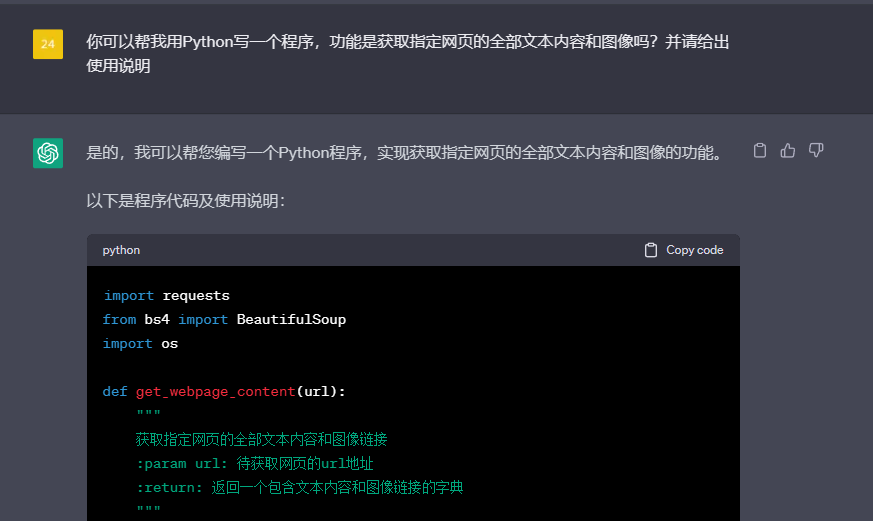 24
你可以帮我用Python写一个程序，功能是获取指定网页的全部文本内容和图像吗？并请给出
使用说明
是的，我可以帮您编写一个Python程序，实现获取指定网页的全部文本内容和图像的功能。
以下是程序代码及使用说明：
python Copy code
import requests
from bs4 import BeautifulSoup
import os
def get_webpage_content(url):
"""
获取指定网页的全部文本内容和图像链接
:param url: 待获取网页的url地址
:return: 返回一个包含文本内容和图像链接的字典
"""